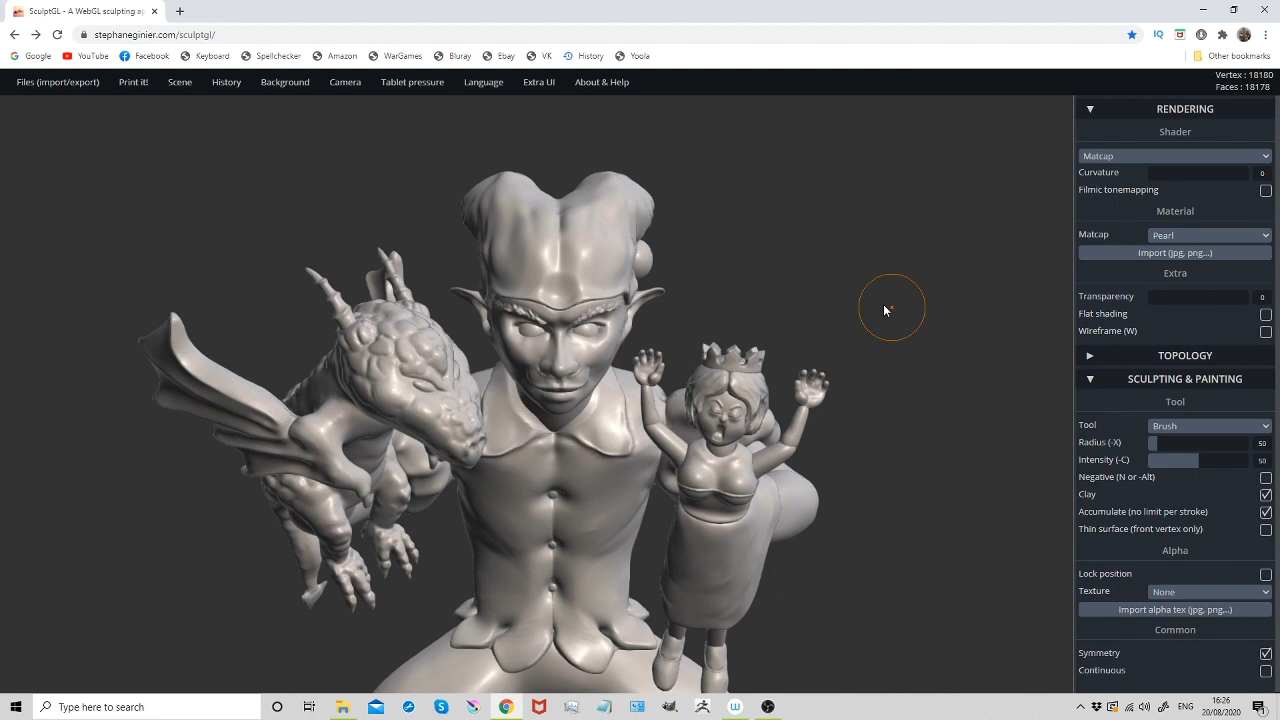 SculptGL - A WebGL sculpting ap
stephaneginier.com/sculptgl/
Google YouTube Facebook Keyboard Spellchecker Amazon WarGames Bluray Ebay VK History Yoola Other bookmarks
Files (import/export) Print it! Scene History Background Camera Tablet pressure Language Extra UI About & Help
Vertex : 18180
Faces : 18178
RENDERING
Shader
Matcap
Curvature 0
Filmic tonemapping
Material
Matcap Pearl
Import (jpg, png...)
Extra
Transparency 0
Flat shading
Wireframe (W)
TOPOLOGY
SCULPTING & PAINTING
Tool
Tool Brush
Radius (-X) 50
Intensity (-C) 50
Negative (N or -Alt)
Clay
Accumulate (no limit per stroke)
Thin surface (front vertex only)
Alpha
Lock position
Texture None
Import alpha tex (jpg, png...)
Common
Symmetry
Continuous
Type here to search
ENG
16:26
20/08/2020